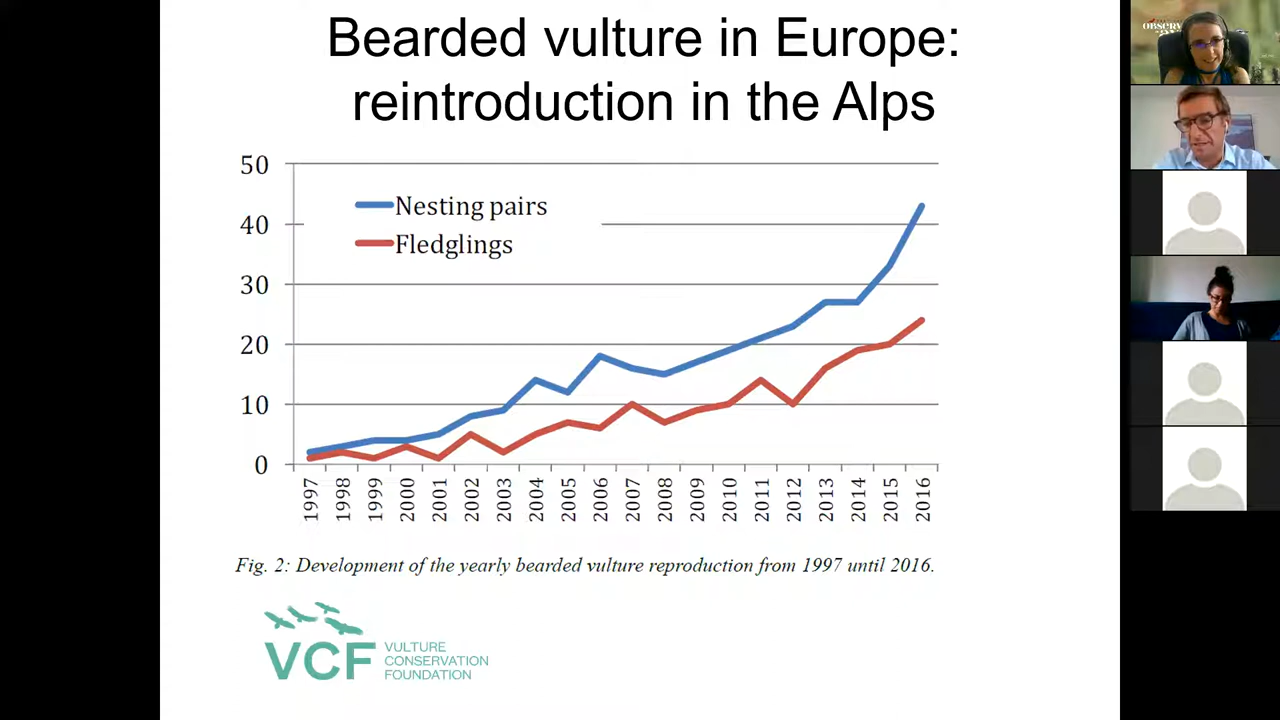 Bearded vulture in Europe:
reintroduction in the Alps
50
40
30
20
10
0
Nesting pairs
Fledglings
1997
1998
1999
2000
2001
2002
2003
2004
2005
2006
2007
2008
2009
2010
2011
2012
2013
2014
2015
2016
Fig. 2: Development of the yearly bearded vulture reproduction from 1997 until 2016.
VCF
VULTURE
CONSERVATION
FOUNDATION